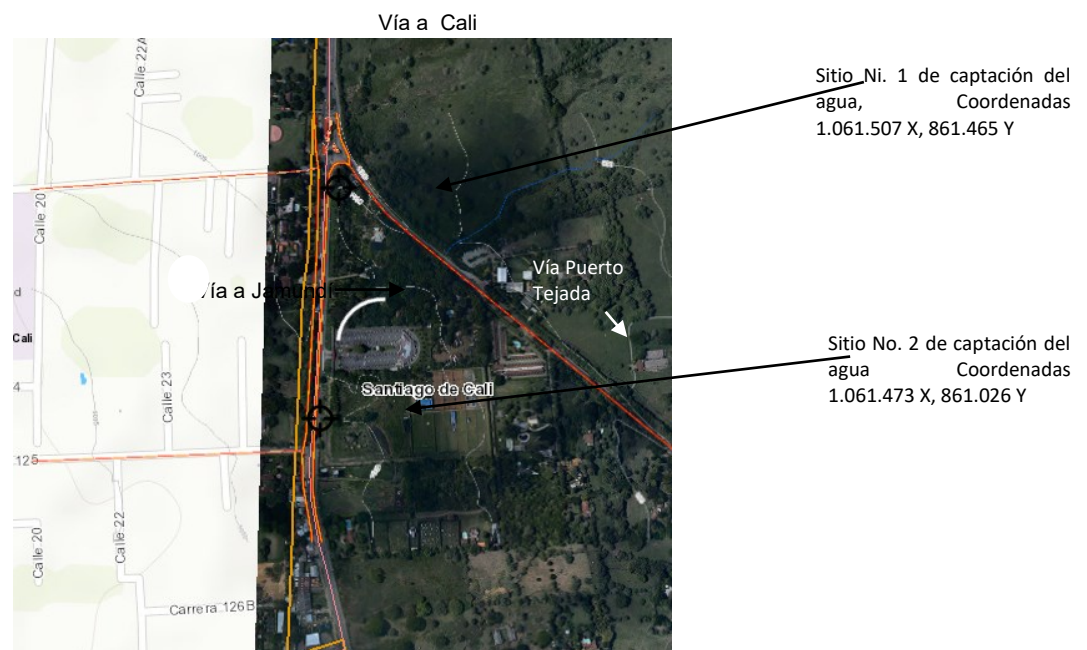 Vía a Cali
Calle 22A
Sitio Ni. 1 de captación del
agua, Coordenadas
1.061.507 X, 861.465 Y
Calle 20
Vía Puerto
Tejada
Vía a Jamundí
d
Cali
Sitio No. 2 de captación del
agua Coordenadas
1.061.473 X, 861.026 Y
4
Calle 23
Santiago de Cali
125
Calle 22
Calle 20
Carrera 126B